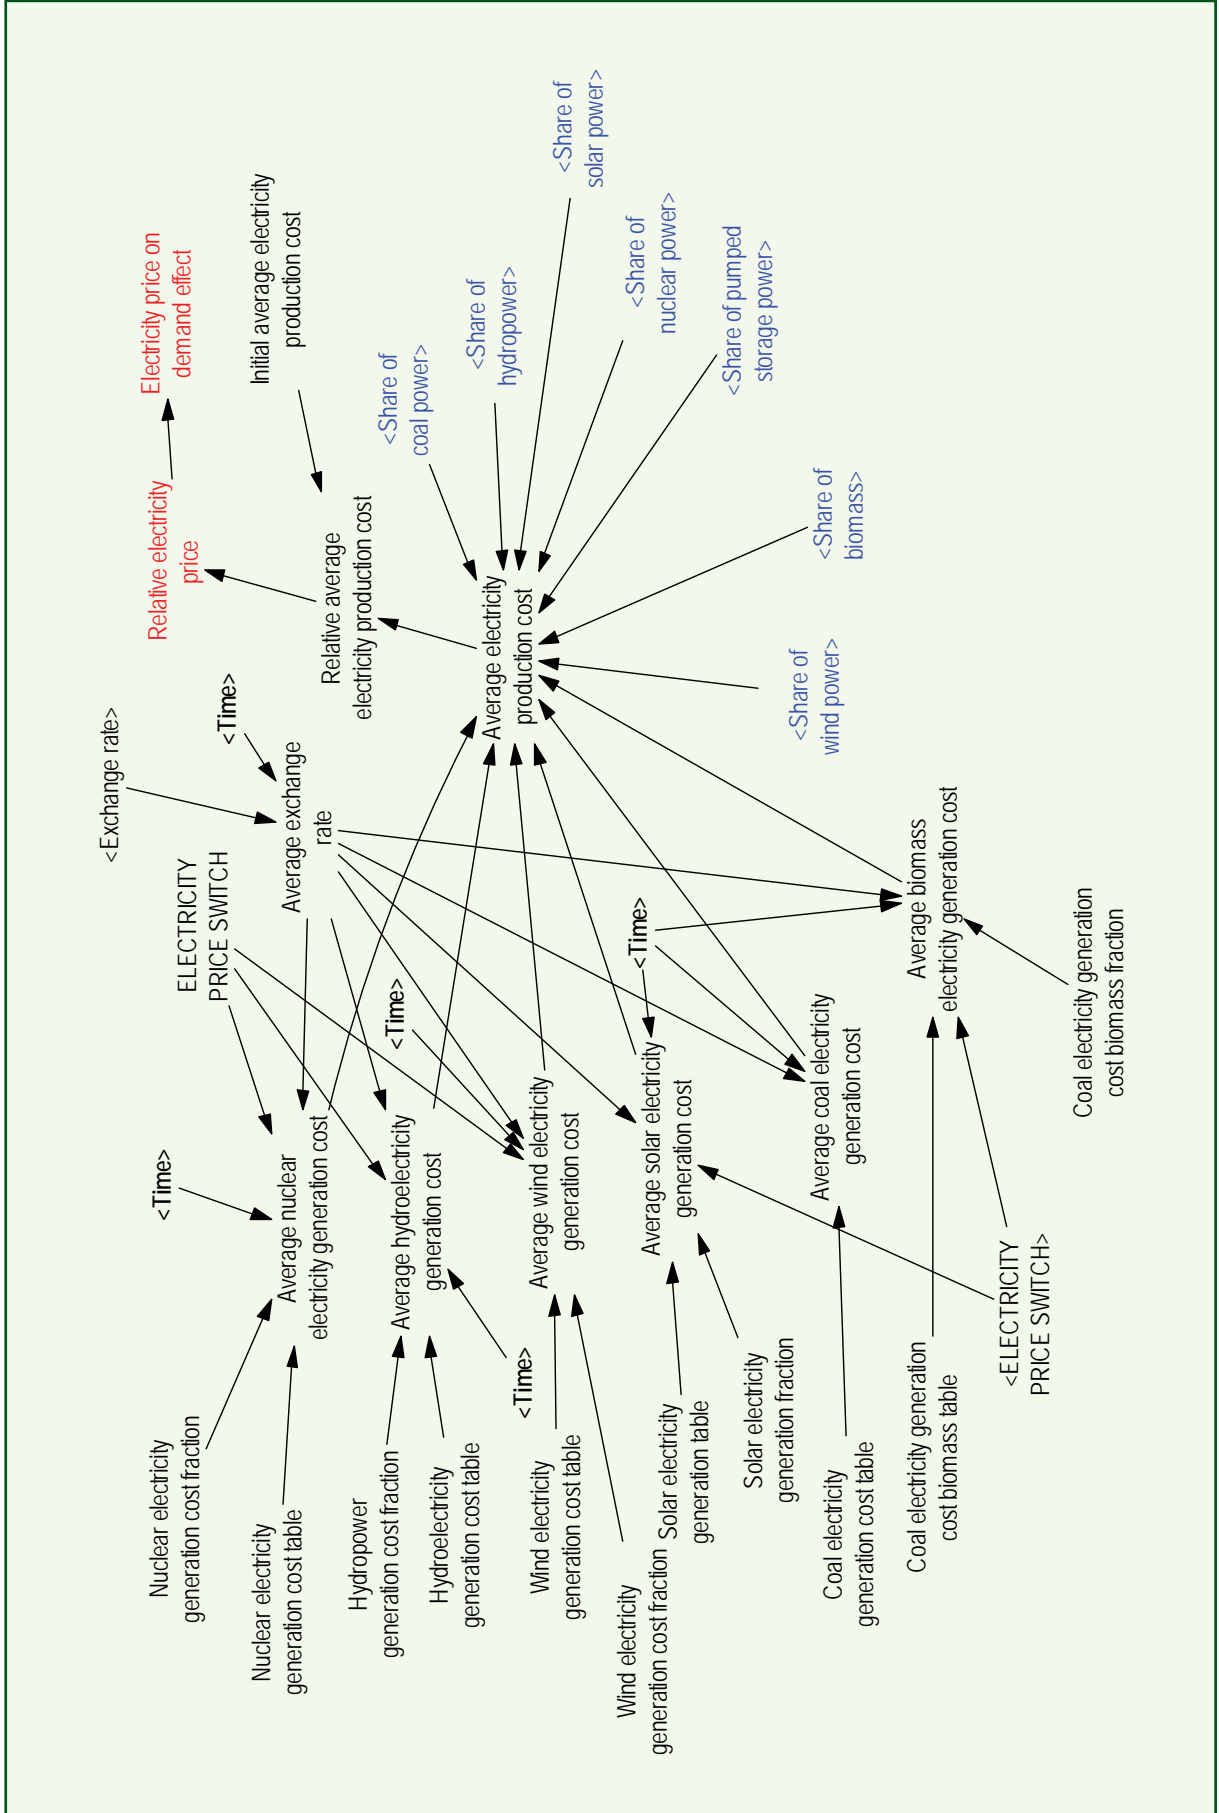 <Exchange rate>
<Time>
ELECTRICITY
PRICE SWITCH
Average exchange
rate
Relative electricity
price
Electricity price on
demand effect
Initial average electricity
production cost
Relative average
electricity production cost
<Share of
coal power>
<Share of
hydropower>
<Share of
solar power>
<Share of
nuclear power>
<Share of pumped
storage power>
<Share of
biomass>
<Share of
wind power>
Average electricity
production cost
<Time>
Nuclear electricity
generation cost fraction
Nuclear electricity
generation cost table
Average nuclear
electricity generation cost
Hydropower
generation cost fraction
Hydroelectricity
generation cost table
Average hydroelectricity
generation cost
<Time>
<Time>
Wind electricity
generation cost table
Wind electricity
generation cost fraction
Average wind electricity
generation cost
Solar electricity
generation table
Solar electricity
generation fraction
Average solar electricity
generation cost
<Time>
Coal electricity
generation cost table
Average coal electricity
generation cost
Coal electricity generation
cost biomass table
Average biomass
electricity generation cost
<ELECTRICITY
PRICE SWITCH>
Coal electricity generation
cost biomass fraction